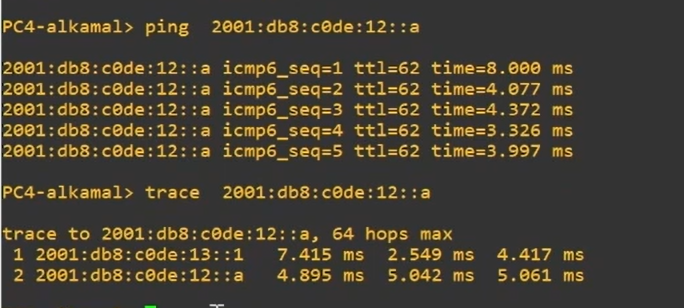 PC4-alkamal> ping  2001:db8:c0de:12::a
2001:db8:c0de:12::a icmp6_seq=1 ttl=62 time=8.000 ms
2001:db8:c0de:12::a icmp6_seq=2 ttl=62 time=4.077 ms
2001:db8:c0de:12::a icmp6_seq=3 ttl=62 time=4.372 ms
2001:db8:c0de:12::a icmp6_seq=4 ttl=62 time=3.326 ms
2001:db8:c0de:12::a icmp6_seq=5 ttl=62 time=3.997 ms
PC4-alkamal> trace  2001:db8:c0de:12::a
trace to 2001:db8:c0de:12::a, 64 hops max
 1 2001:db8:c0de:13::1   7.415 ms  2.549 ms  4.417 ms
 2 2001:db8:c0de:12::a   4.895 ms  5.042 ms  5.061 ms